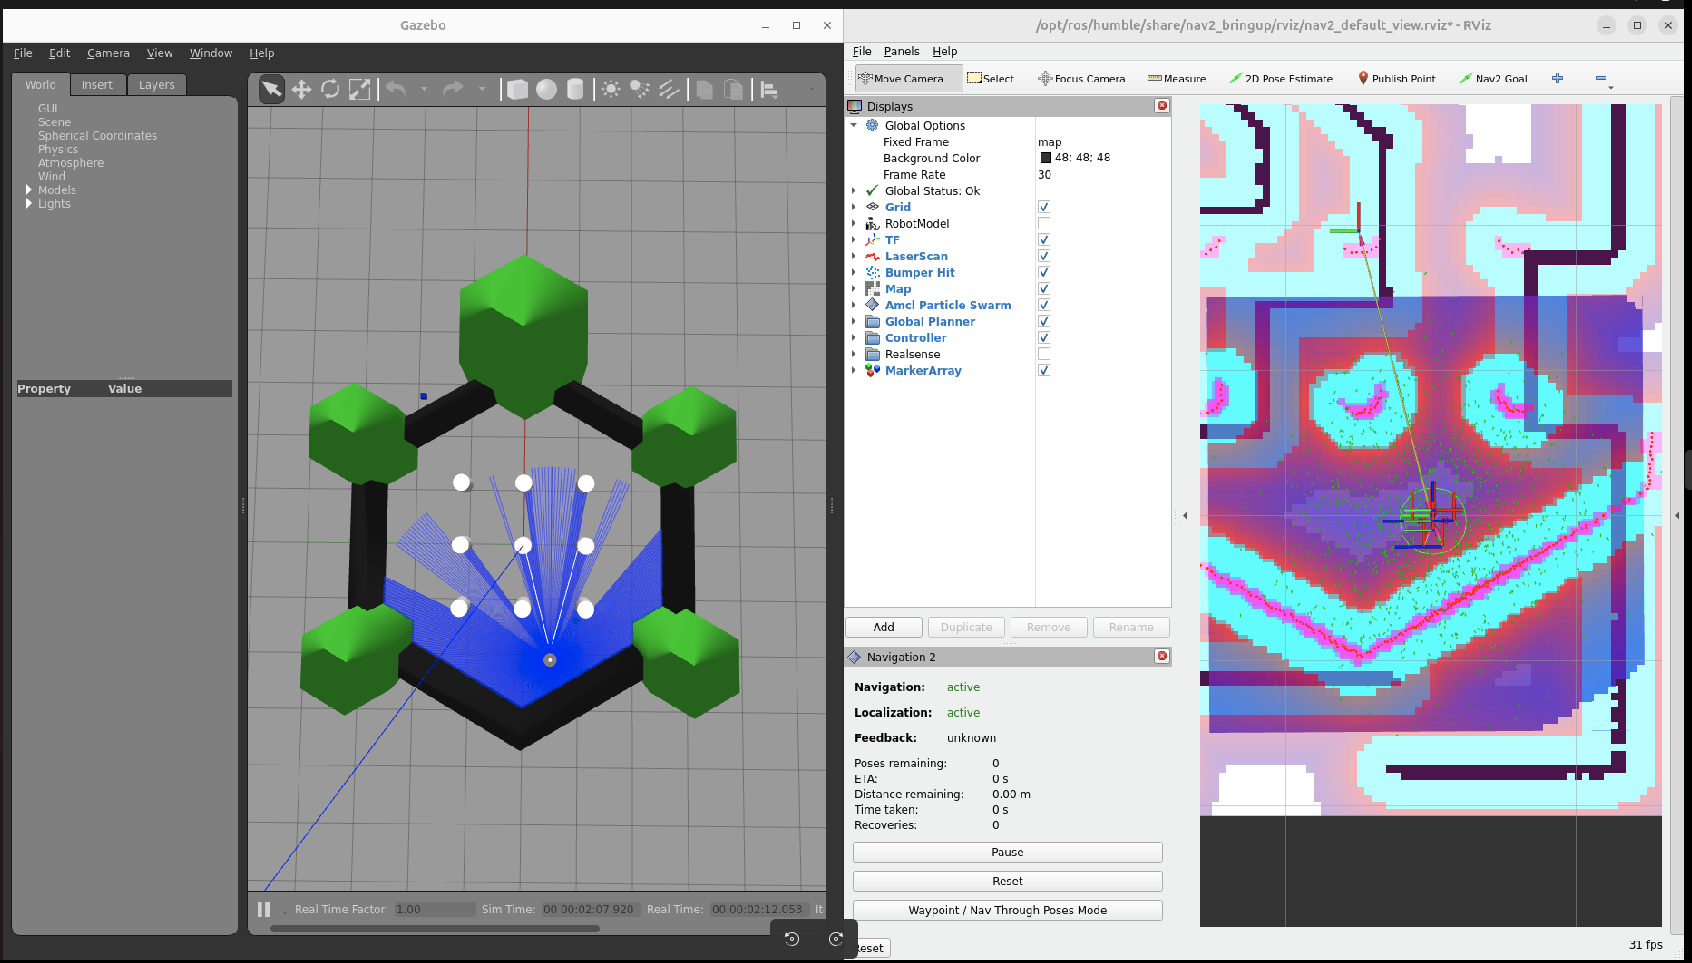 Gazebo
File Edit Camera View Window Help
World Insert Layers
GUI
Scene
Spherical Coordinates
Physics
Atmosphere
Wind
Models
Lights
Property Value
Real Time Factor: 1.00 Sim Time: 00 00:02:07.920 Real Time: 00 00:02:12.053 It
/opt/ros/humble/share/nav2_bringup/rviz/nav2_default_view.rviz* - RViz
File Panels Help
Move Camera Select Focus Camera Measure 2D Pose Estimate Publish Point Nav2 Goal
Displays
Global Options
Fixed Frame map
Background Color 48; 48; 48
Frame Rate 30
Global Status: Ok
Grid
RobotModel
TF
LaserScan
Bumper Hit
Map
Amcl Particle Swarm
Global Planner
Controller
Realsense
MarkerArray
Add Duplicate Remove Rename
Navigation 2
Navigation: active
Localization: active
Feedback: unknown
Poses remaining: 0
ETA: 0 s
Distance remaining: 0.00 m
Time taken: 0 s
Recoveries: 0
Pause
Reset
Waypoint / Nav Through Poses Mode
eset
31 fps